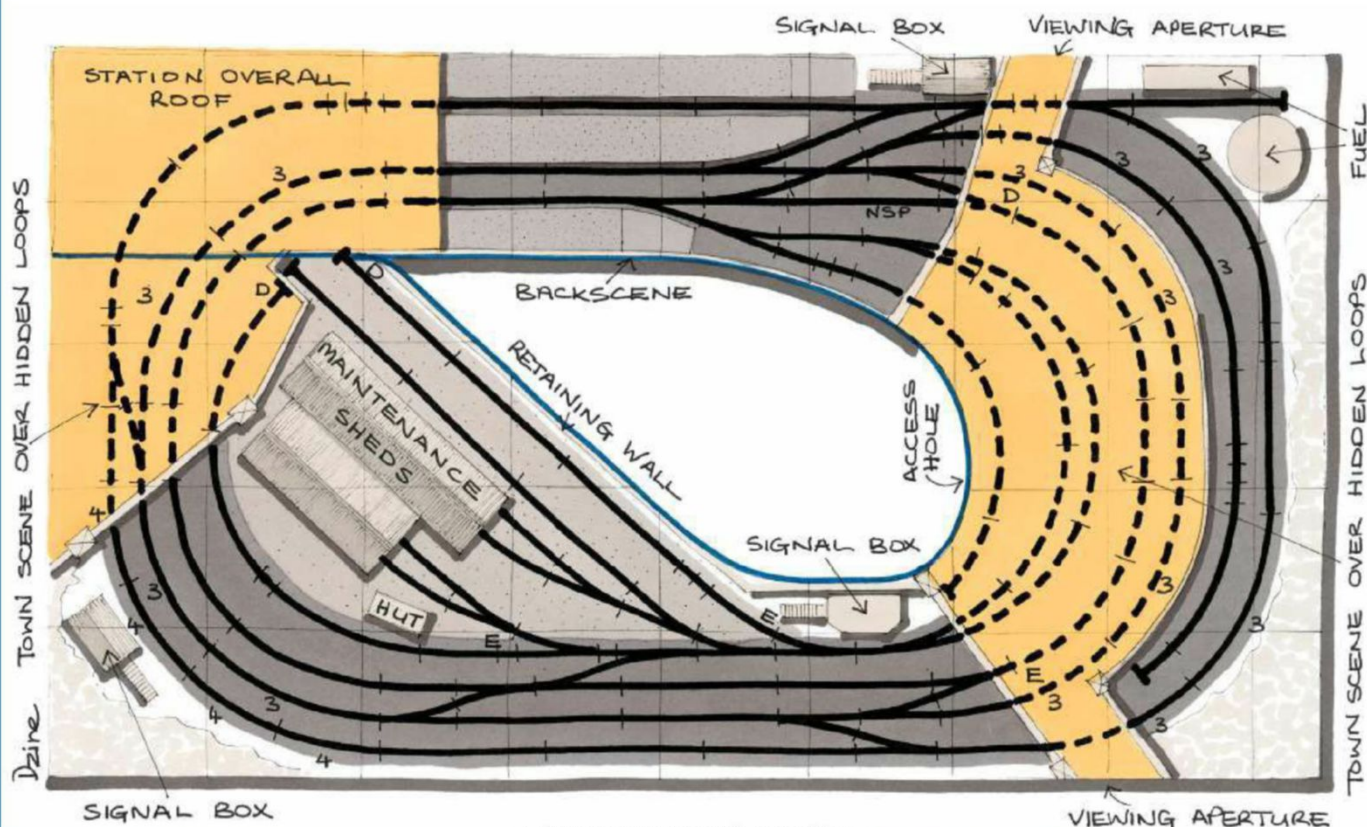 SIGNAL BOX
VIEWING APERTURE
STATION OVERALL
ROOF
FUEL
3
3
3
3
D
NSP
3
3
3
BACKSCENE
D
D
TOWN SCENE OVER HIDDEN LOOPS
MAINTENANCE
SHEDS
RETAINING WALL
ACCESS
HOLE
TOWN SCENE OVER HIDDEN LOOPS
4
SIGNAL BOX
3
4
HUT
E
E
3
3
E
3
3
3
4
4
Dzine
SIGNAL BOX
VIEWING APERTURE